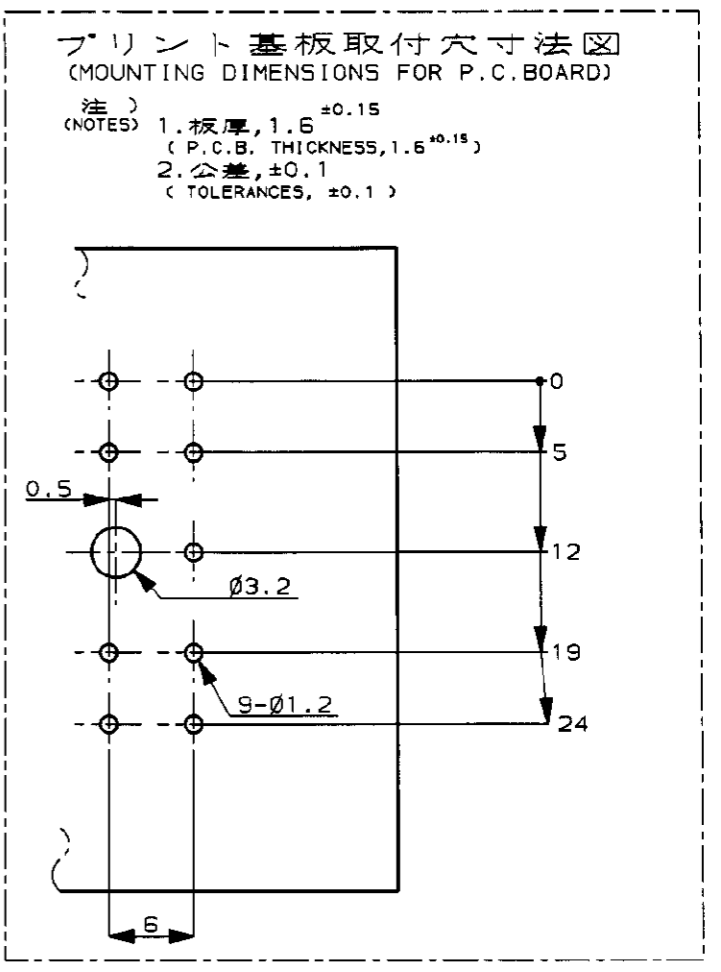 プリント基板取付穴寸法図
(MOUNTING DIMENSIONS FOR P.C.BOARD)
注)
(NOTES)
1.板厚,1.6±0.15
( P.C.B. THICKNESS,1.6±0.15)
2.公差,±0.1
( TOLERANCES, ±0.1 )
0
5
0.5
12
Ø3.2
19
9-Ø1.2
24
6